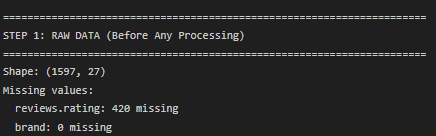 ======================================================================
STEP 1: RAW DATA (Before Any Processing)
======================================================================
Shape: (1597, 27)
Missing values:
  reviews.rating: 420 missing
  brand: 0 missing